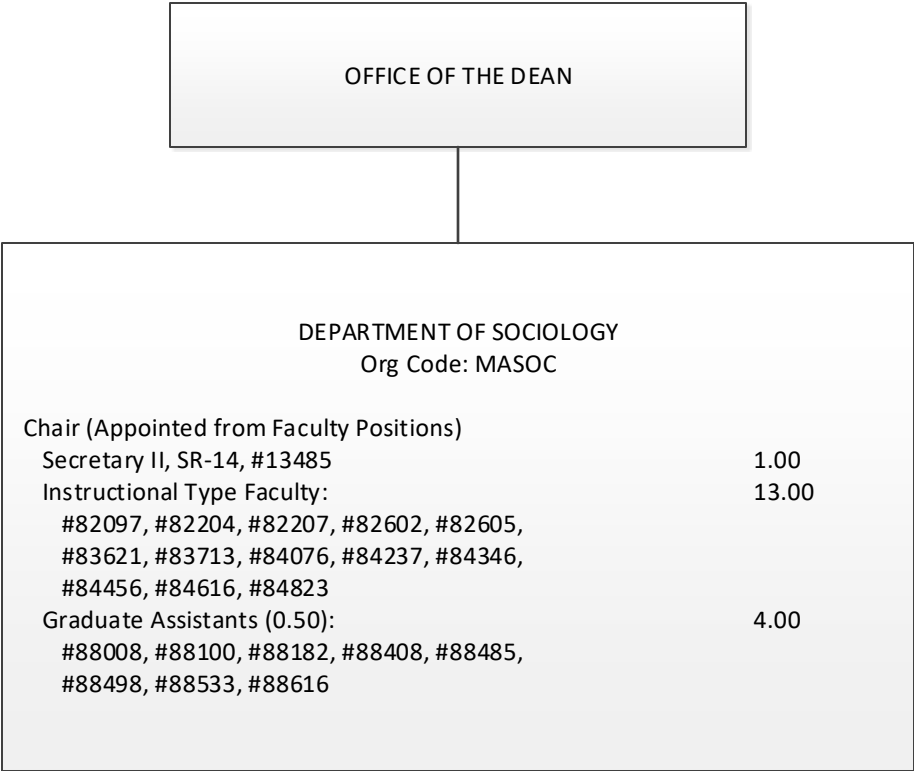 OFFICE OF THE DEAN
DEPARTMENT OF SOCIOLOGY
Org Code: MASOC
Chair (Appointed from Faculty Positions)
Secretary II, SR-14, #13485 1.00
Instructional Type Faculty: 13.00
#82097, #82204, #82207, #82602, #82605,
#83621, #83713, #84076, #84237, #84346,
#84456, #84616, #84823
Graduate Assistants (0.50): 4.00
#88008, #88100, #88182, #88408, #88485,
#88498, #88533, #88616